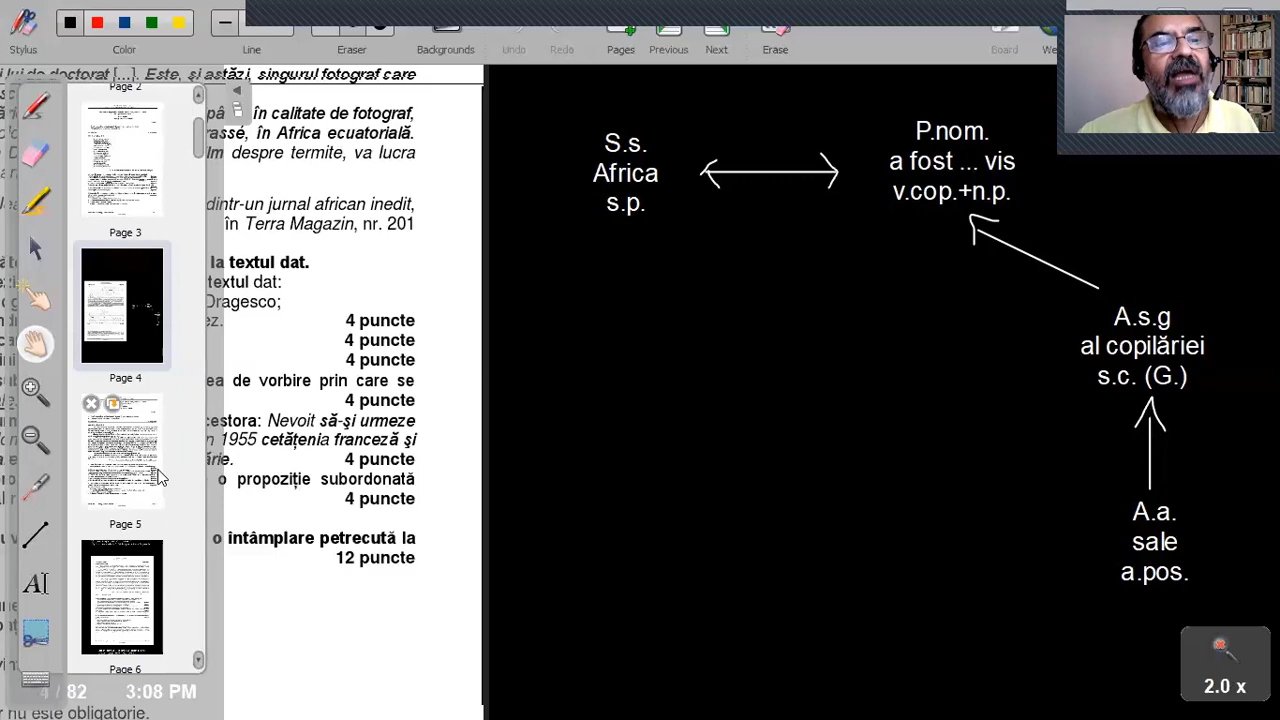 Stylus
Color
Line
Eraser
Backgrounds
Undo
Redo
Pages
Previous
Next
Erase
Board
We
i lui de doctorat [...]. Este, și astăzi, singurul fotograf care
în calitate de fotograf,
rassé, în Africa ecuatorială.
lm despre termite, va lucra
dintr-un jurnal african inedit,
în Terra Magazin, nr. 201
la textul dat.
textul dat:
Dragesco;
ez. 4 puncte
4 puncte
4 puncte
ea de vorbire prin care se
4 puncte
cestora: Nevoit să-și urmeze
n 1955 cetățenia franceză și
ărie. 4 puncte
o propoziție subordonată
4 puncte
o întâmplare petrecută la
12 puncte
r nu este obligatorie.
Page 2
Page 3
Page 4
Page 5
Page 6
4 / 82 3:08 PM
S.s.
Africa
s.p.
P.nom.
a fost ... vis
v.cop.+n.p.
A.s.g
al copilăriei
s.c. (G.)
A.a.
sale
a.pos.
2.0 x